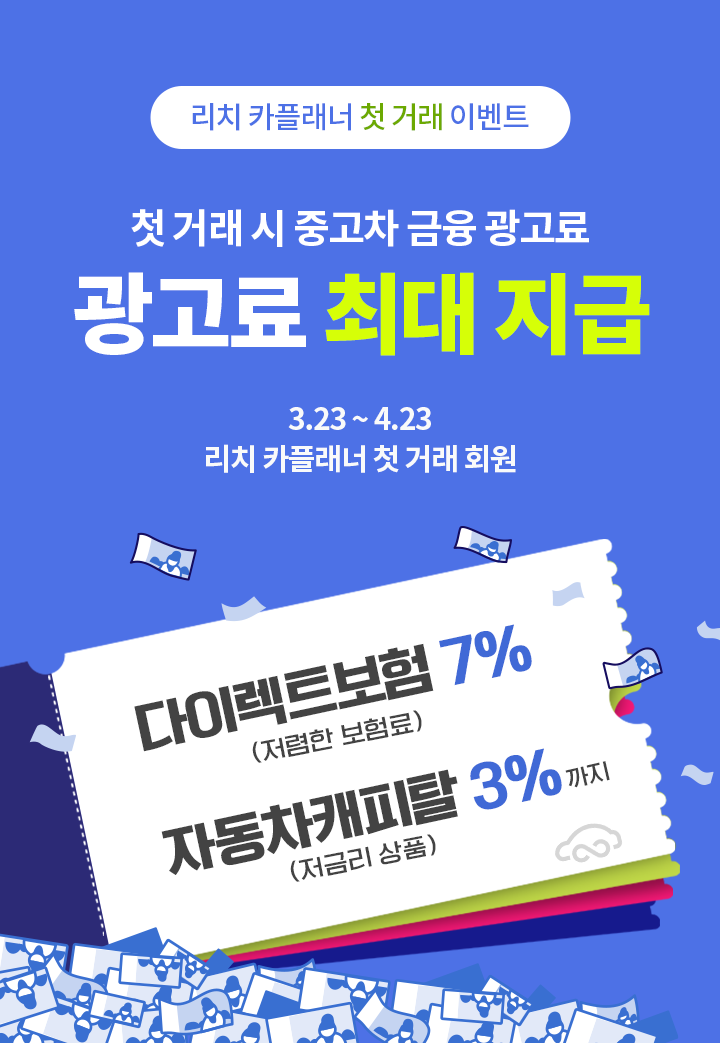 리치 카플래너 첫 거래 이벤트
첫 거래 시 중고차 금융 광고료
광고료 최대 지급
3.23 ~ 4.23
리치 카플래너 첫 거래 회원
다이렉트보험 7%
(저렴한 보험료)
자동차캐피탈 3% 까지
(저금리 상품)